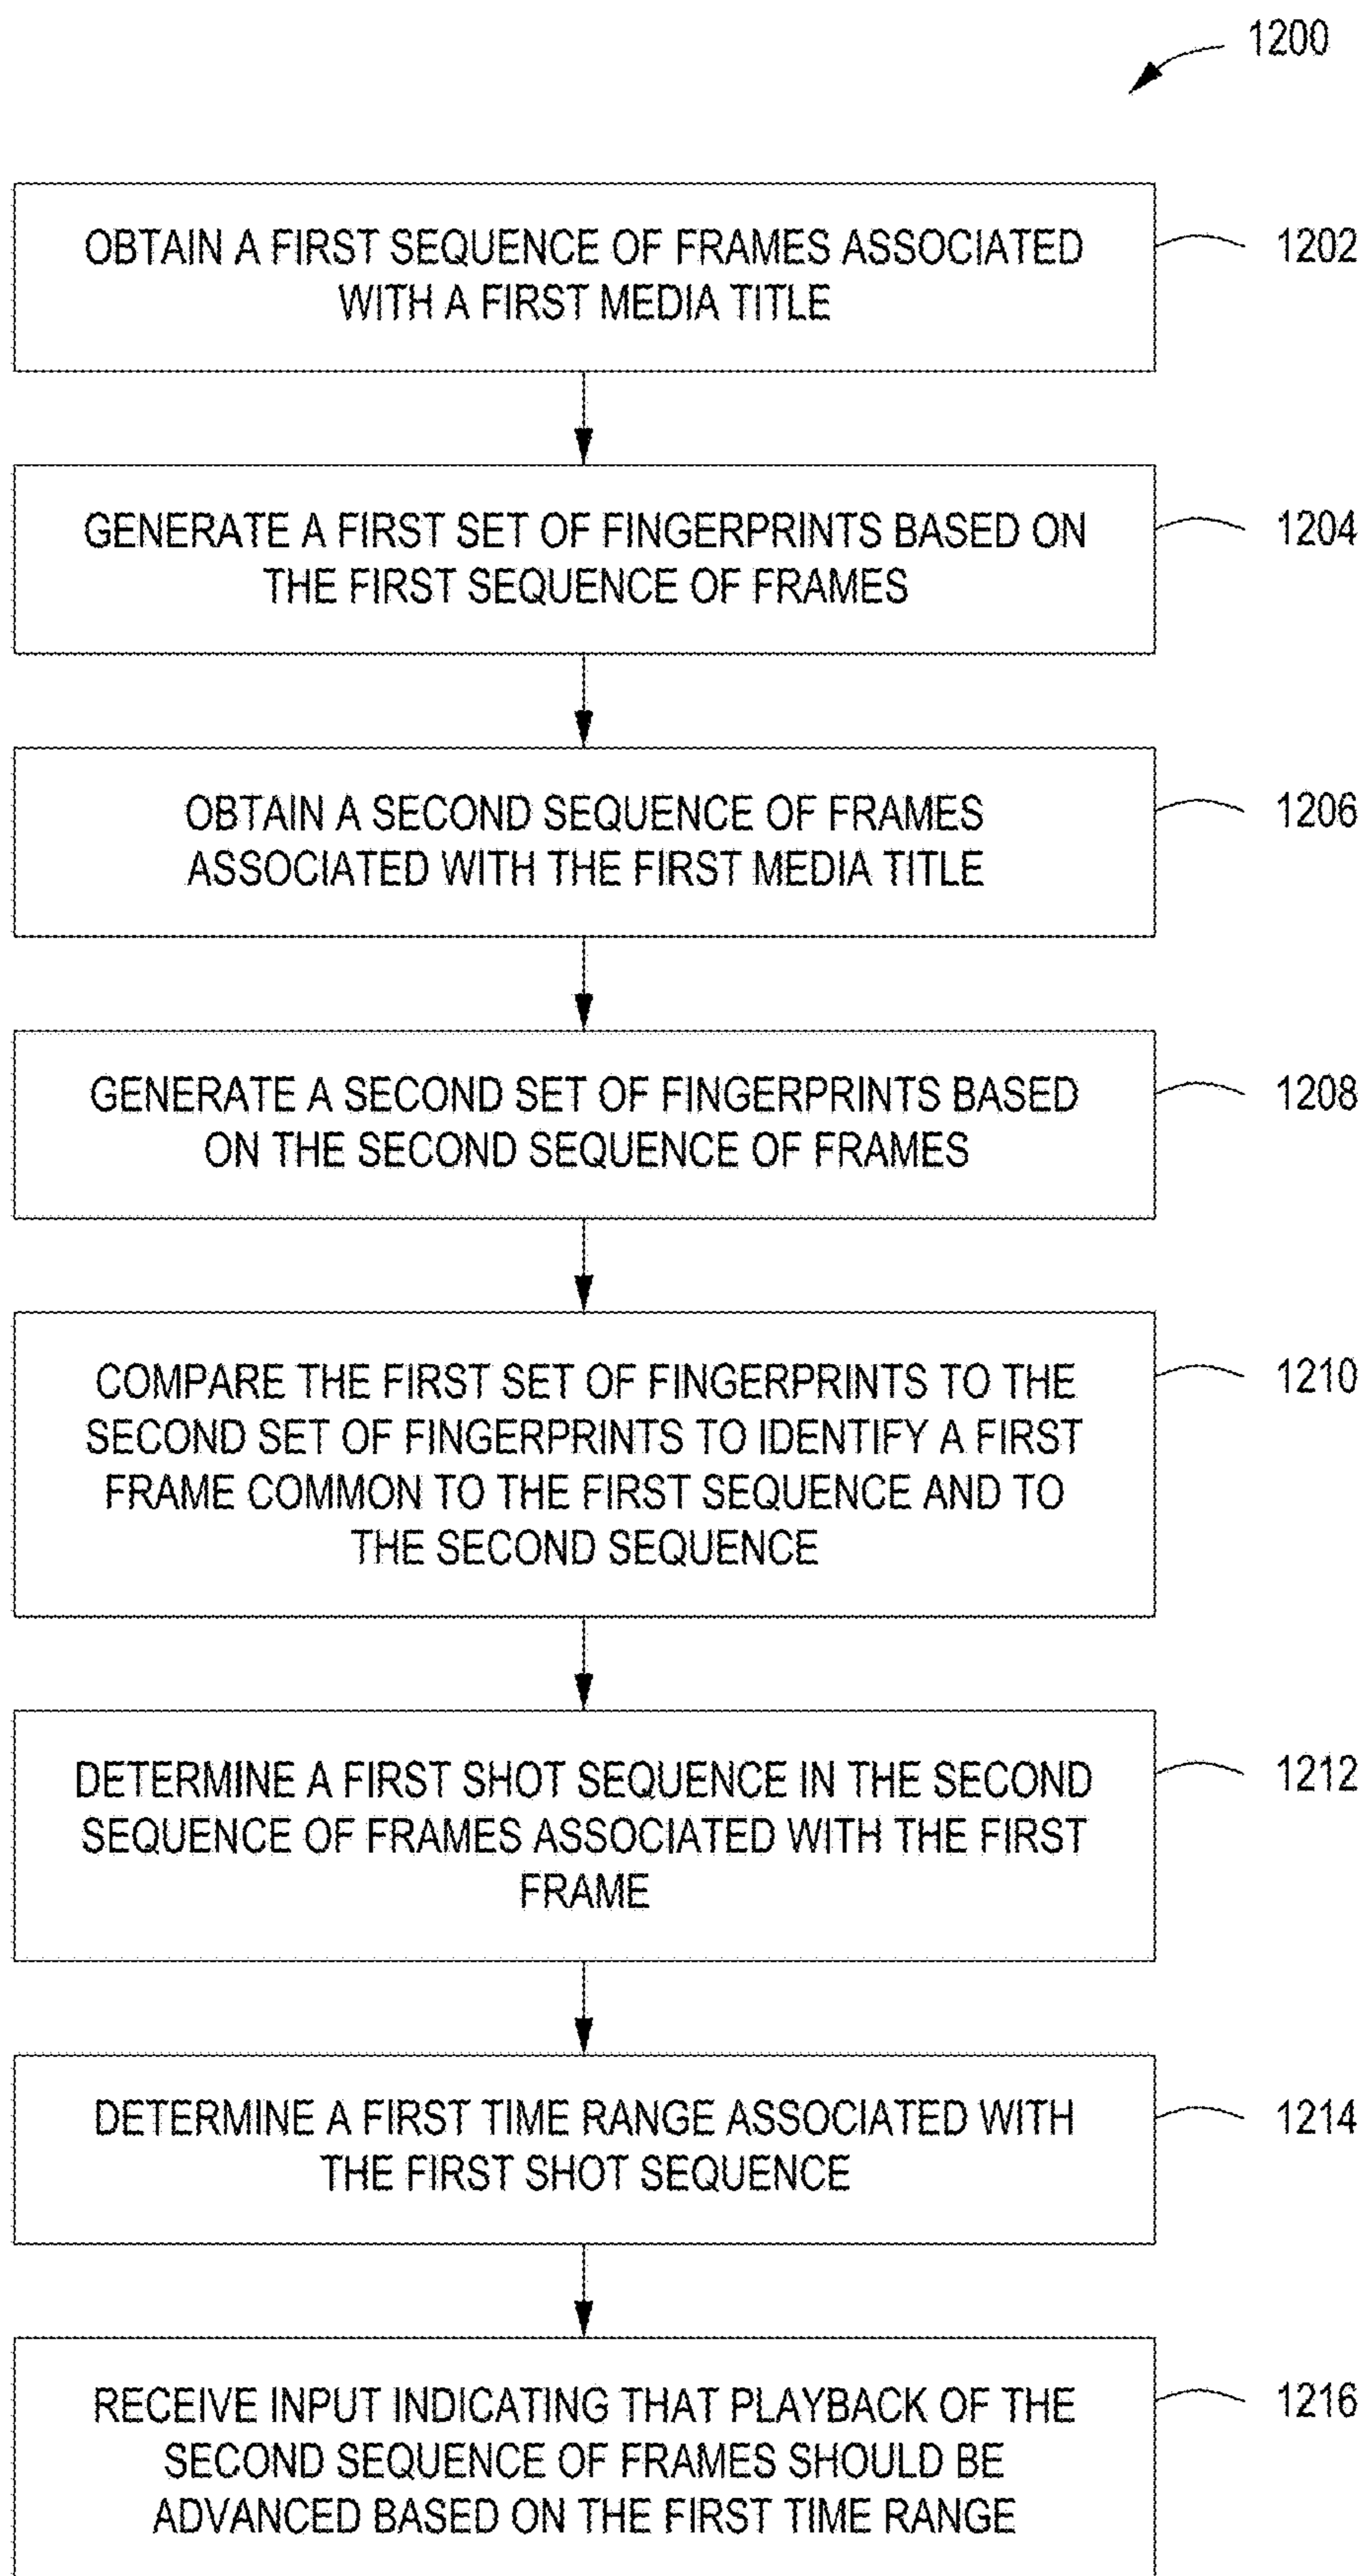 1200
OBTAIN A FIRST SEQUENCE OF FRAMES ASSOCIATED
WITH A FIRST MEDIA TITLE
1202
GENERATE A FIRST SET OF FINGERPRINTS BASED ON
THE FIRST SEQUENCE OF FRAMES
1204
OBTAIN A SECOND SEQUENCE OF FRAMES
ASSOCIATED WITH THE FIRST MEDIA TITLE
1206
GENERATE A SECOND SET OF FINGERPRINTS BASED
ON THE SECOND SEQUENCE OF FRAMES
1208
COMPARE THE FIRST SET OF FINGERPRINTS TO THE
SECOND SET OF FINGERPRINTS TO IDENTIFY A FIRST
FRAME COMMON TO THE FIRST SEQUENCE AND TO
THE SECOND SEQUENCE
1210
DETERMINE A FIRST SHOT SEQUENCE IN THE SECOND
SEQUENCE OF FRAMES ASSOCIATED WITH THE FIRST
FRAME
1212
DETERMINE A FIRST TIME RANGE ASSOCIATED WITH
THE FIRST SHOT SEQUENCE
1214
RECEIVE INPUT INDICATING THAT PLAYBACK OF THE
SECOND SEQUENCE OF FRAMES SHOULD BE
ADVANCED BASED ON THE FIRST TIME RANGE
1216